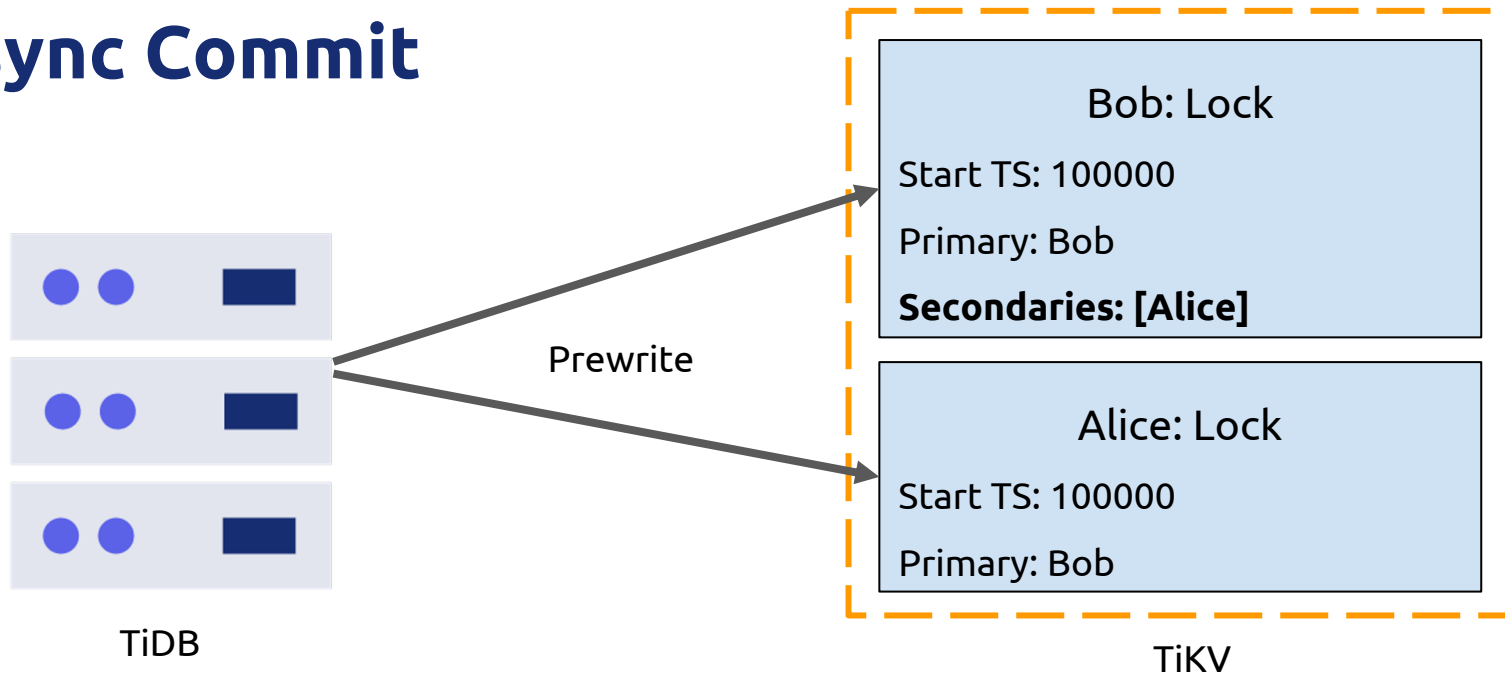 ync Commit
Bob: Lock
Start TS: 100000
Primary: Bob
Secondaries: [Alice]
Prewrite
Alice: Lock
Start TS: 100000
Primary: Bob
TiDB
TiKV